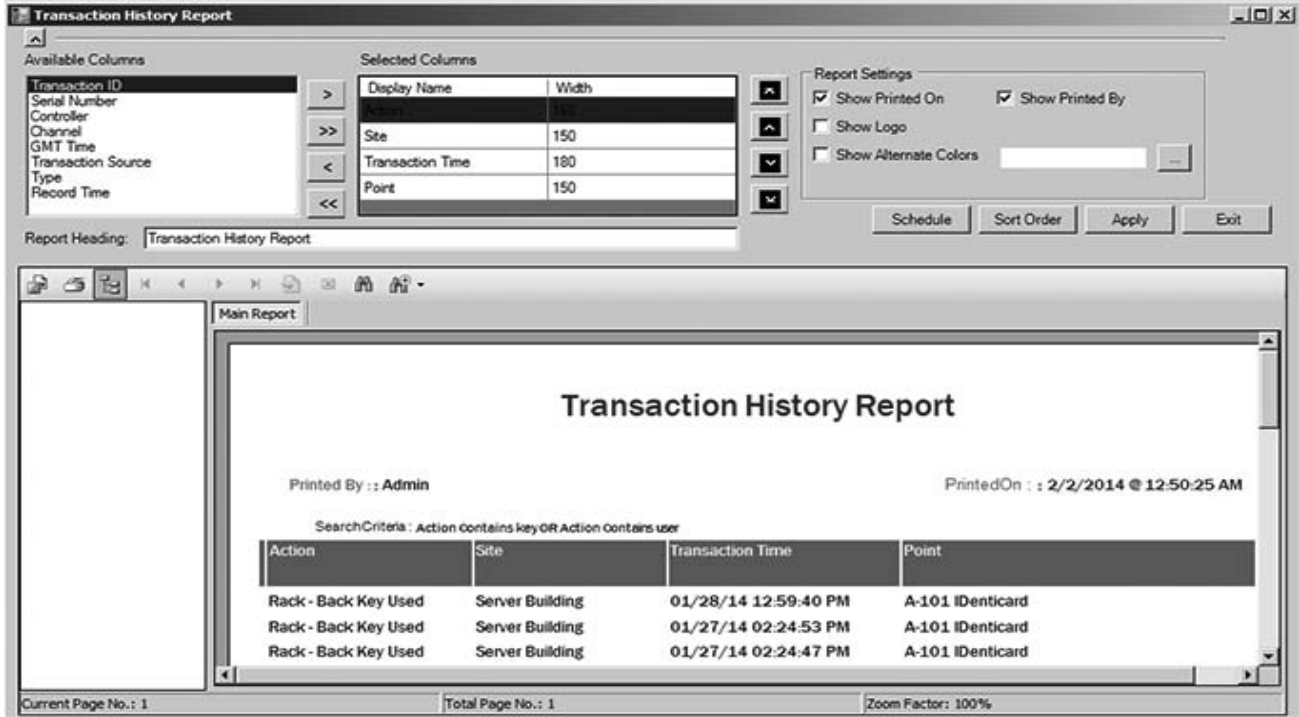 Transaction History Report
Available Columns
Transaction ID
Serial Number
Controller
Channel
GMT Time
Transaction Source
Type
Record Time
>
>>
<
<<
Selected Columns
Display Name Width
Action
Site 150
Transaction Time 180
Point 150
Report Settings
Show Printed On Show Printed By
Show Logo
Show Alternate Colors ...
Schedule Sort Order Apply Exit
Report Heading: Transaction History Report
Main Report
Transaction History Report
Printed By : : Admin PrintedOn : : 2/2/2014 @ 12:50:25 AM
SearchCriteria : Action contains key OR Action Contains user
Action Site Transaction Time Point
Rack - Back Key Used Server Building 01/28/14 12:59:40 PM A-101 IDenticard
Rack - Back Key Used Server Building 01/27/14 02:24:53 PM A-101 IDenticard
Rack - Back Key Used Server Building 01/27/14 02:24:47 PM A-101 IDenticard
Current Page No.: 1 Total Page No.: 1 Zoom Factor: 100%